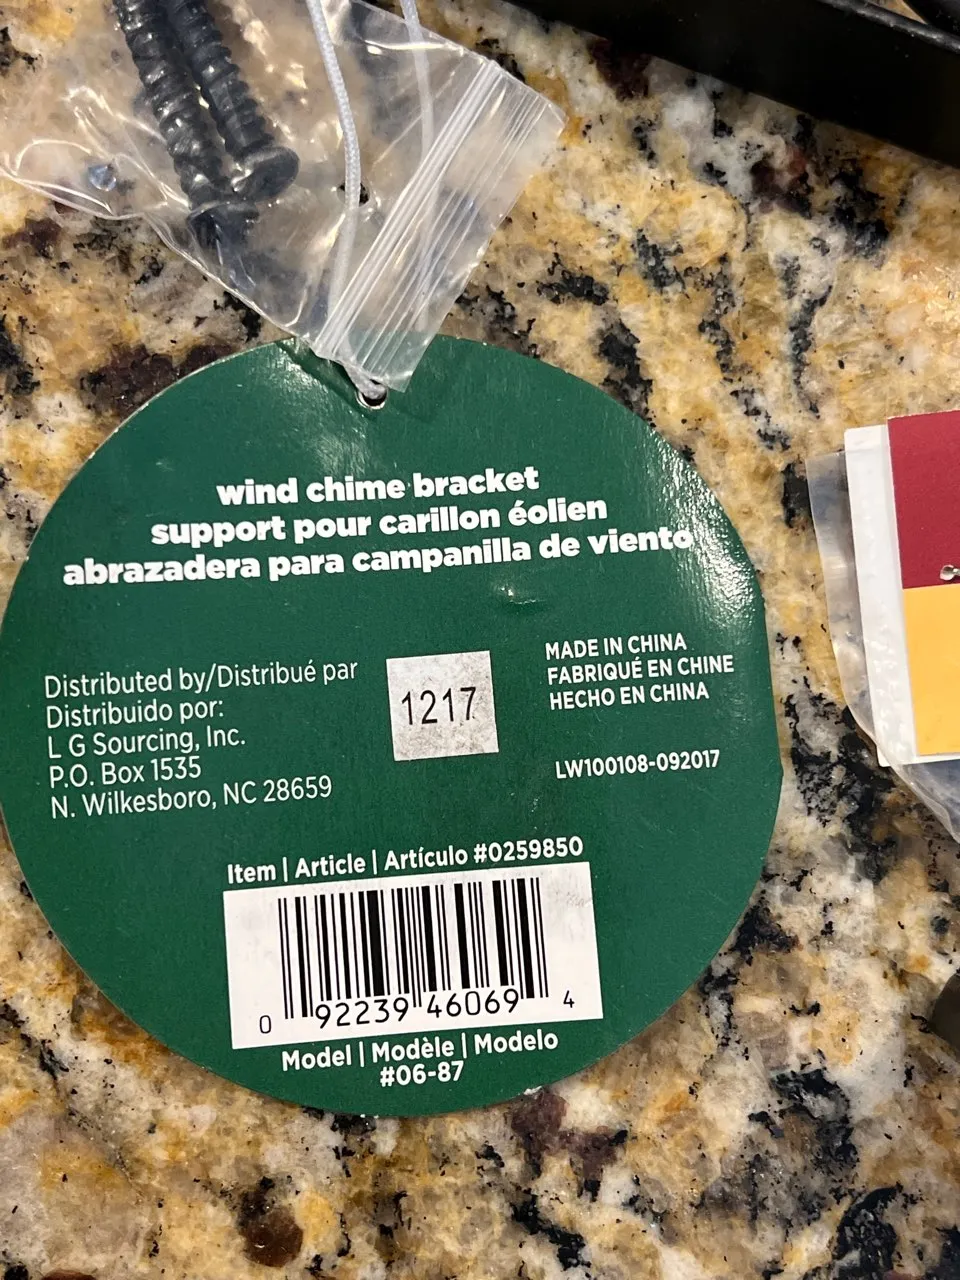 wind chime bracket
support pour carillon éolien
abrazadera para campanilla de viento
Distributed by/Distribué par
Distribuido por:
L G Sourcing, Inc.
P.O. Box 1535
N. Wilkesboro, NC 28659
1217
MADE IN CHINA
FABRIQUÉ EN CHINE
HECHO EN CHINA
LW100108-092017
Item | Article | Artículo #0259850
0 92239 46069 4
Model | Modèle | Modelo
#06-87